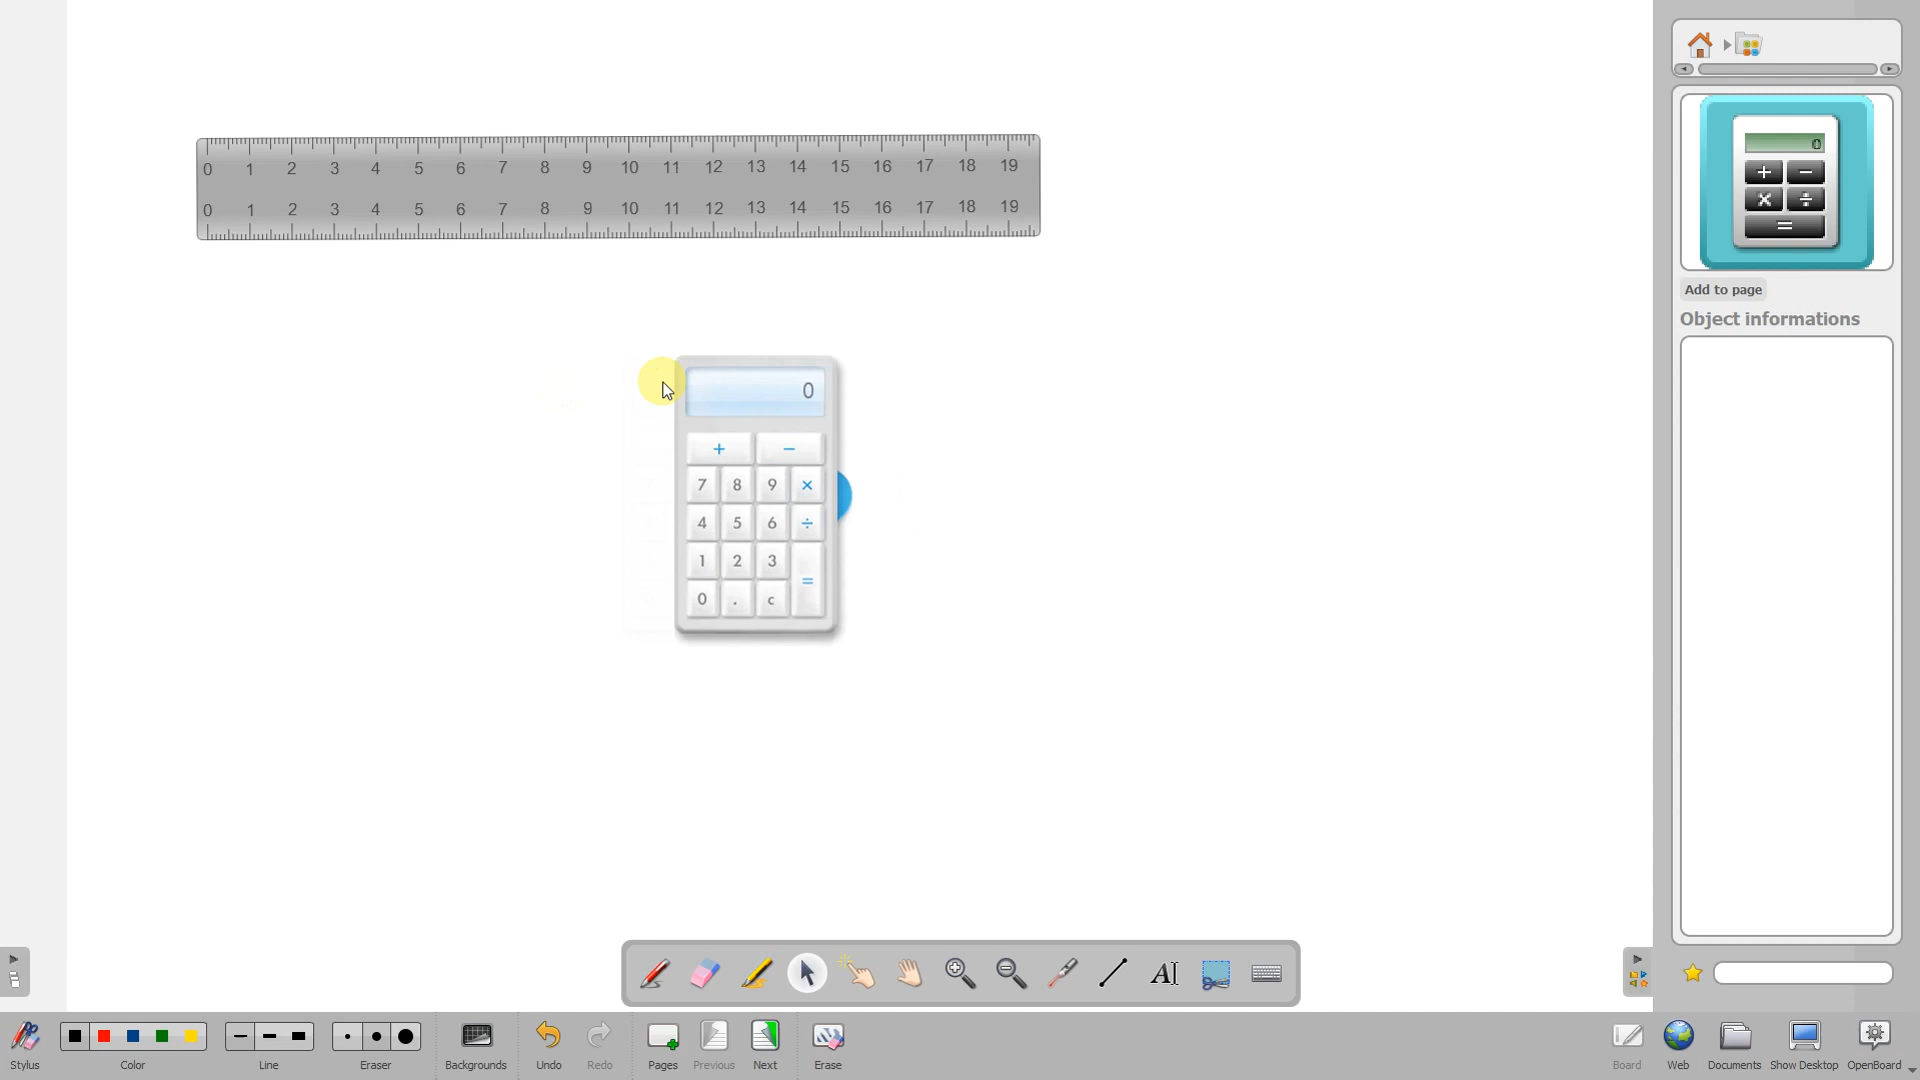 0 1 2 3 4 5 6 7 8 9 10 11 12 13 14 15 16 17 18 19
0 1 2 3 4 5 6 7 8 9 10 11 12 13 14 15 16 17 18 19
0
+ −
7 8 9 ×
4 5 6 ÷
1 2 3
=
0 . c
0
+ −
× ÷
=
Add to page
Object informations
AI
Stylus
Color
Line
Eraser
Backgrounds
Undo
Redo
Pages
Previous
Next
Erase
Board
Web
Documents
Show Desktop
OpenBoard